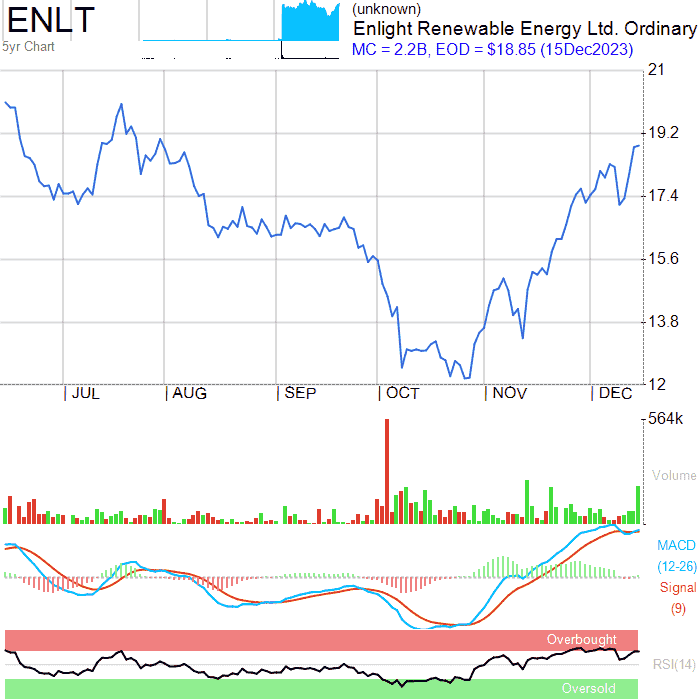 ENLT
5yr Chart
(unknown)
Enlight Renewable Energy Ltd. Ordinary
MC = 2.2B, EOD = $18.85 (15Dec2023)
21
19.2
17.4
15.6
13.8
12
JUL
AUG
SEP
OCT
NOV
DEC
564k
Volume
MACD
(12-26)
Signal
(9)
Overbought
RSI(14)
Oversold